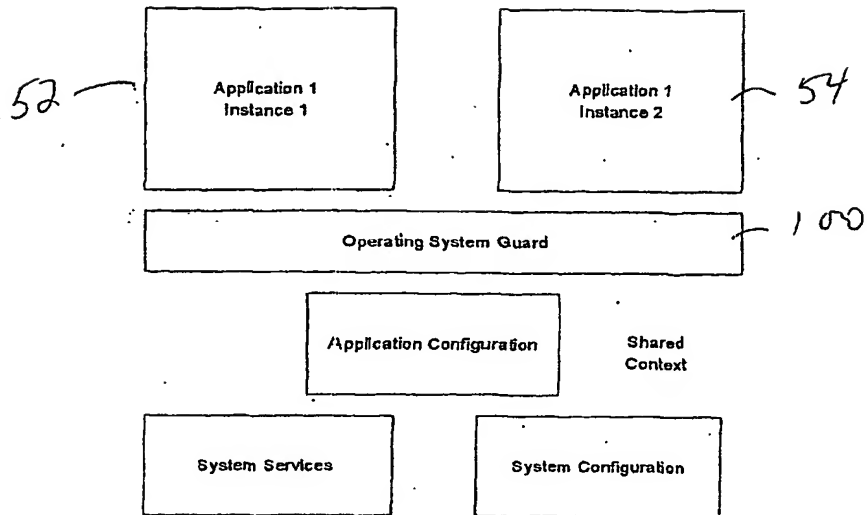 52
Application 1
Instance 1
Application 1
Instance 2
54
Operating System Guard
100
Application Configuration
Shared
Context
System Services
System Configuration